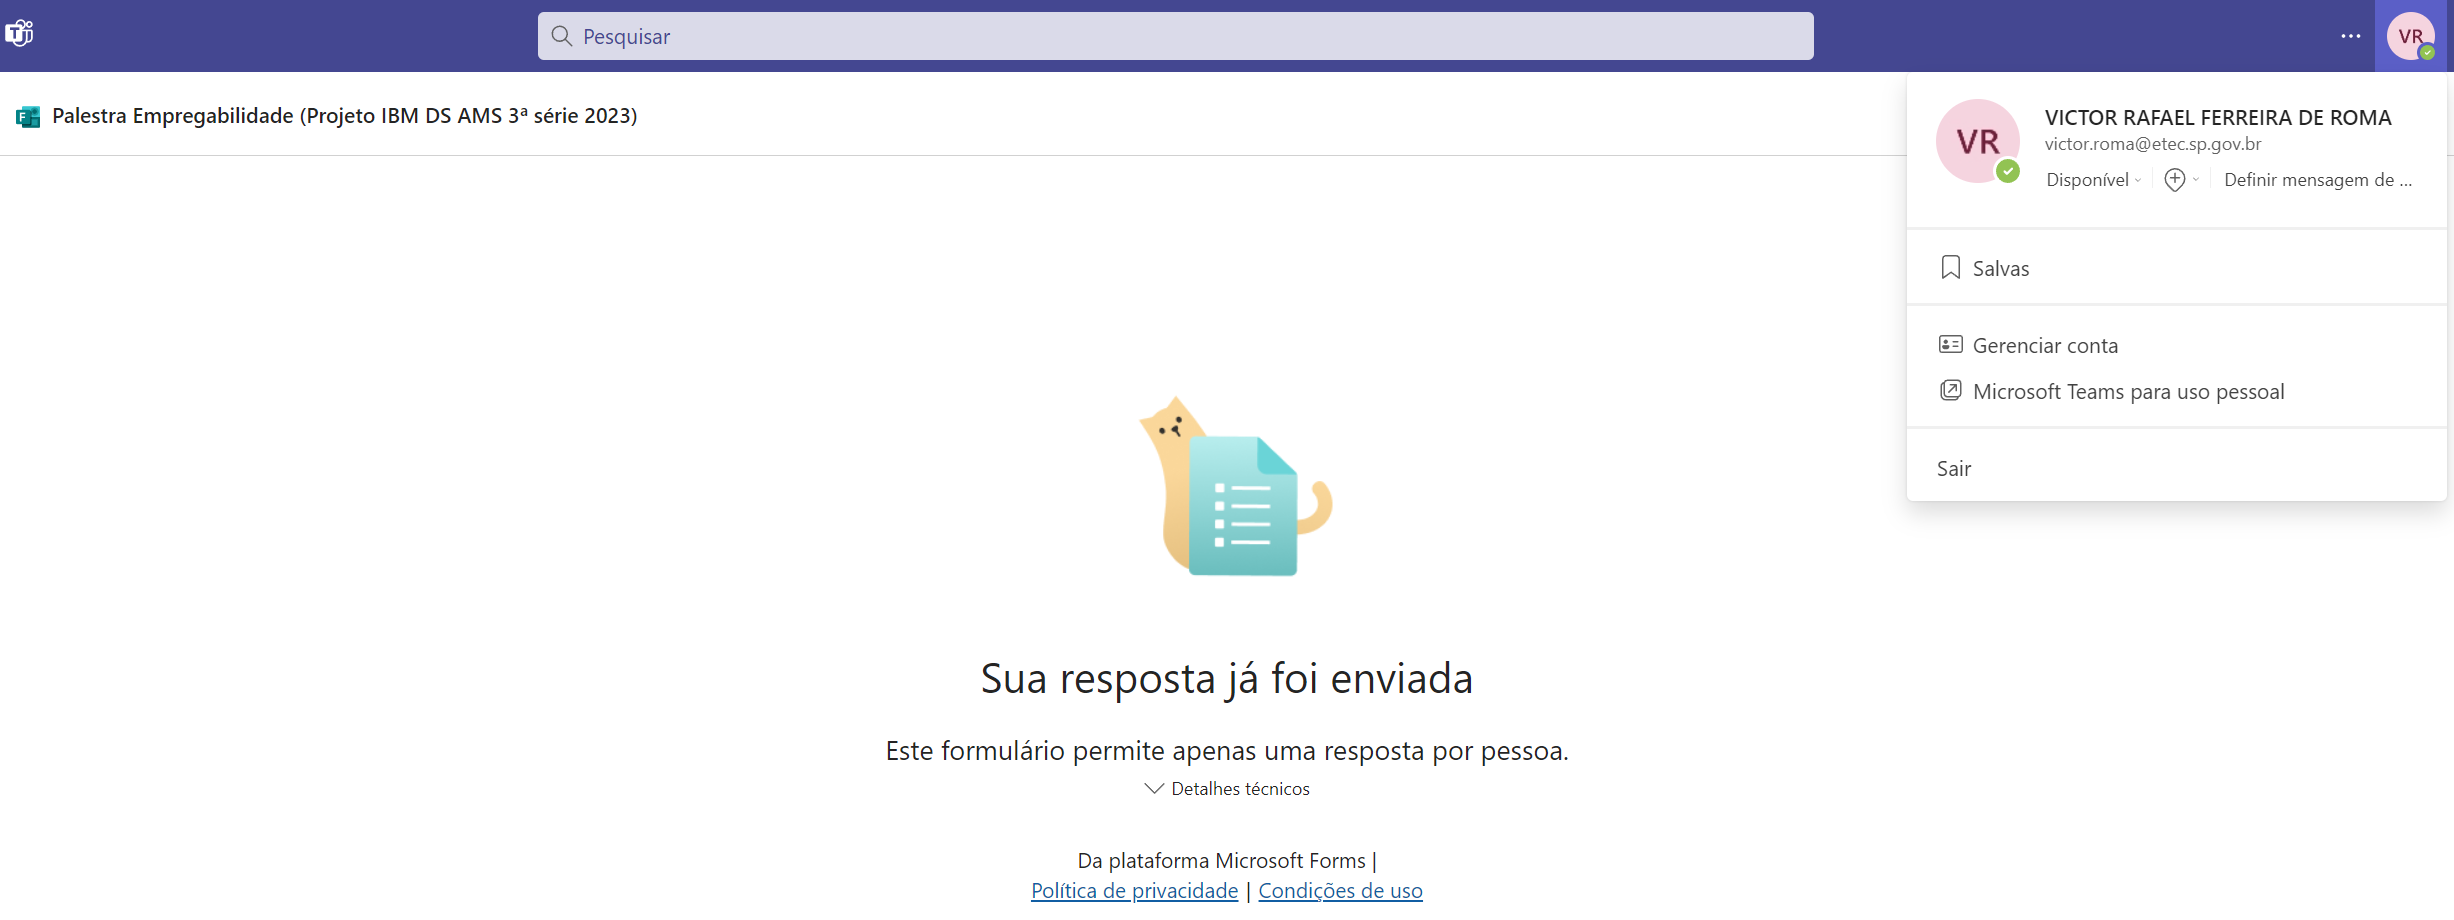 Pesquisar
VR
Palestra Empregabilidade (Projeto IBM DS AMS 3ª série 2023)
VR
VICTOR RAFAEL FERREIRA DE ROMA
victor.roma@etec.sp.gov.br
Disponível
Definir mensagem de ...
Salvas
Gerenciar conta
Microsoft Teams para uso pessoal
Sair
Sua resposta já foi enviada
Este formulário permite apenas uma resposta por pessoa.
Detalhes técnicos
Da plataforma Microsoft Forms |
Política de privacidade | Condições de uso